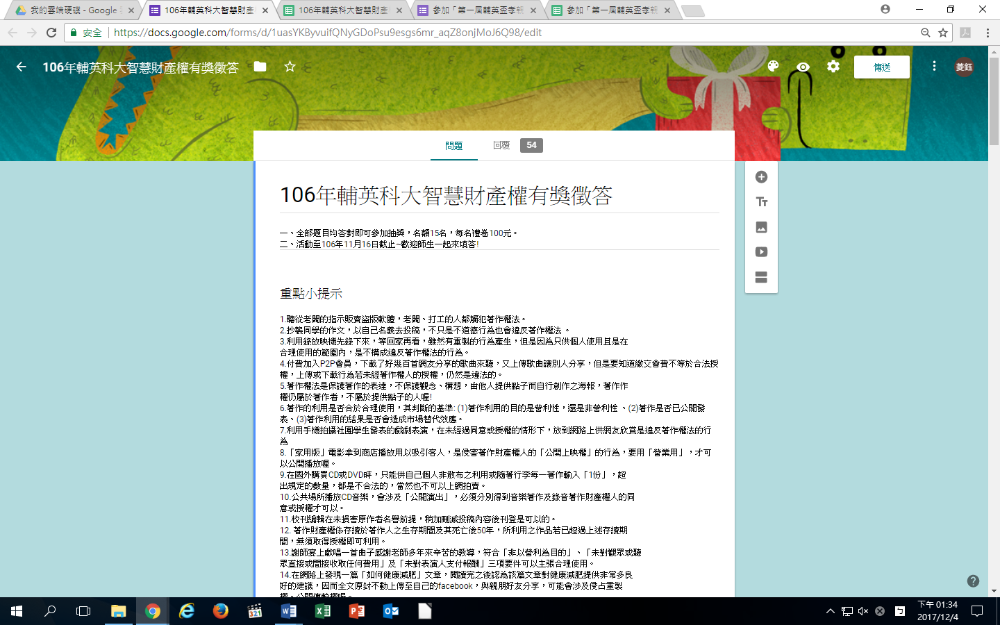 我的雲端硬碟 - Google
106年輔英科大智慧財產
106年輔英科大智慧財產
參加「第一屆輔英盃孝親
參加「第一屆輔英盃孝親
安全
https://docs.google.com/forms/d/1uasYKByvuifQNyGDoPsu9esgs6mr_aqZ8onjMoJ6Q98/edit
106年輔英科大智慧財產權有獎徵答
傳送
菱鈺
問題
回覆 54
106年輔英科大智慧財產權有獎徵答
一、全部題目均答對即可參加抽獎，名額15名，每名禮卷100元。
二、活動至106年11月16日截止~歡迎師生一起來填答!
重點小提示
1.聽從老闆的指示販賣盜版軟體，老闆、打工的人都觸犯著作權法。
2.抄襲同學的作文，以自己名義去投稿，不只是不道德行為也會違反著作權法 。
3.利用錄放映機先錄下來，等回家再看，雖然有重製的行為產生，但是因為只供個人使用且是在
合理使用的範圍內，是不構成違反著作權法的行為。
4.付費加入P2P會員，下載了好幾百首網友分享的歌曲來聽，又上傳歌曲讓別人分享，但是要知道繳交會費不等於合法授
權，上傳或下載行為若未經著作權人的授權，仍然是違法的。
5.著作權法是保護著作的表達，不保護觀念、構想，由他人提供點子而自行創作之海報，著作作
權仍屬於著作者，不屬於提供點子的人喔!
6.著作的利用是否合於合理使用，其判斷的基準: (1)著作利用的目的是營利性，還是非營利性 、(2)著作是否已公開發
表、(3)著作利用的結果是否會造成市場替代效應。
7.利用手機拍攝社團學生發表的戲劇表演，在未經過同意或授權的情形下，放到網路上供網友欣賞是違反著作權法的行
為
8.「家用版」電影拿到商店播放用以吸引客人，是侵害著作財產權人的「公開上映權」的行為，要用「營業用」，才可
以公開播放喔。
9.在國外購買CD或DVD時，只能供自己個人非散布之利用或隨著行李每一著作輸入「1份」，超
出規定的數量，都是不合法的，當然也不可以上網拍賣。
10.公共場所播放CD音樂，會涉及「公開演出」，必須分別得到音樂著作及錄音著作財產權人的同
意或授權才可以。
11.校刊編輯在未損害原作者名譽前提，稍加刪減投稿內容後刊登是可以的。
12. 著作財產權係存續於著作人之生存期間及其死亡後50年，所利用之作品若已超過上述存續期
間，無須取得授權即可利用。
13.謝師宴上獻唱一首曲子感謝老師多年來辛苦的教導，符合「非以營利為目的」、「未對觀眾或聽
眾直接或間接收取任何費用」及「未對表演人支付報酬」三項要件可以主張合理使用。
14.在網路上發現一篇「如何健康減肥」文章，閱讀完之後認為該篇文章對健康減肥提供非常多良
好的建議，因而全文原封不動上傳至自己的facebook，與親朋好友分享，可能會涉及侵占重製
權、公開傳輸權喔。
下午 01:34
2017/12/4